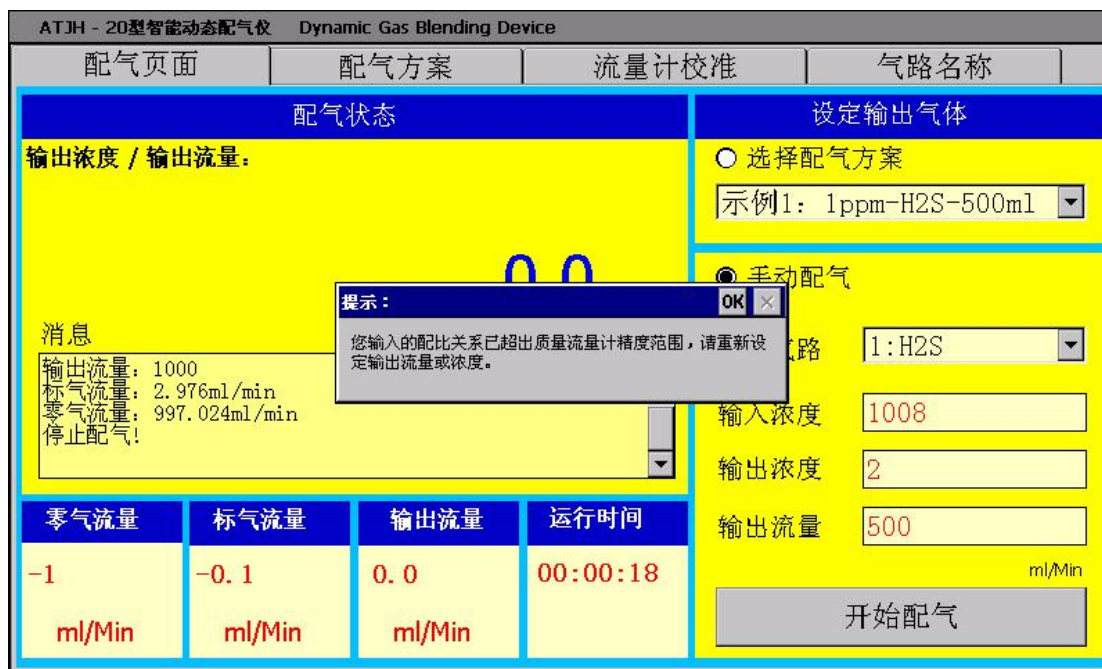 ATJH - 20型智能动态配气仪 Dynamic Gas Blending Device
配气页面 配气方案 流量计校准 气路名称
配气状态
输出浓度 / 输出流量：
消息
输出流量：1000
标气流量：2.976ml/min
零气流量：997.024ml/min
停止配气!
提示： OK
您输入的配比关系已超出质量流量计精度范围，请重新设
定输出流量或浓度。
零气流量 标气流量 输出流量 运行时间
-1 -0.1 0.0 00:00:18
ml/Min ml/Min ml/Min
设定输出气体
选择配气方案
示例1：1ppm-H2S-500ml
手动配气
路 1:H2S
输入浓度 1008
输出浓度 2
输出流量 500
ml/Min
开始配气